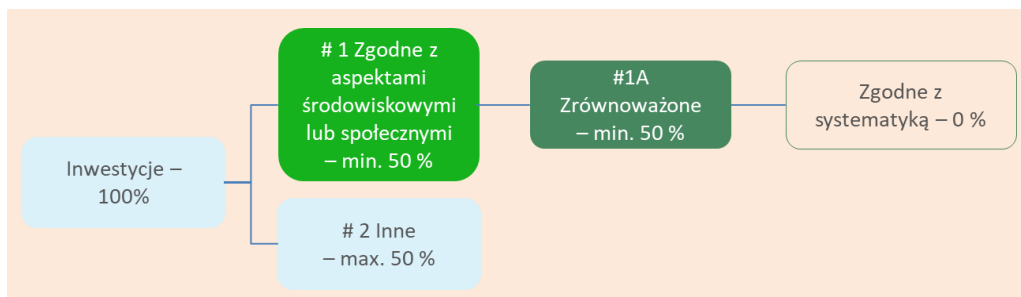 # 1 Zgodne z
aspektami
środowiskowymi
lub społecznymi
– min. 50 %
#1A
Zrównoważone
– min. 50 %
Zgodne z
systematyką – 0 %
Inwestycje –
100%
# 2 Inne
– max. 50 %